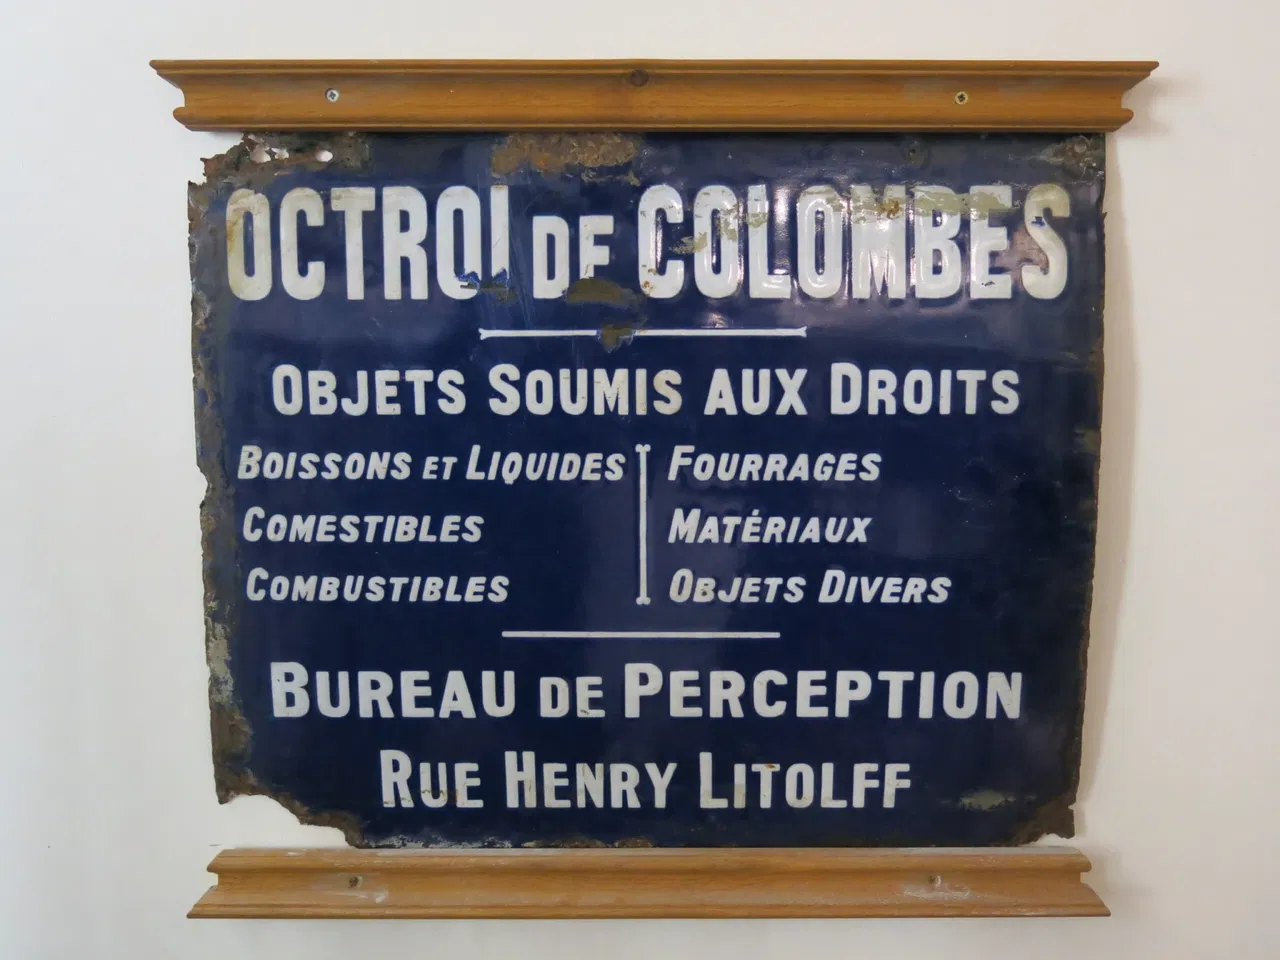 OCTROI DE COLOMBES
OBJETS SOUMIS AUX DROITS
BOISSONS ET LIQUIDES
COMESTIBLES
COMBUSTIBLES
FOURRAGES
MATÉRIAUX
OBJETS DIVERS
BUREAU DE PERCEPTION
RUE HENRY LITOLFF